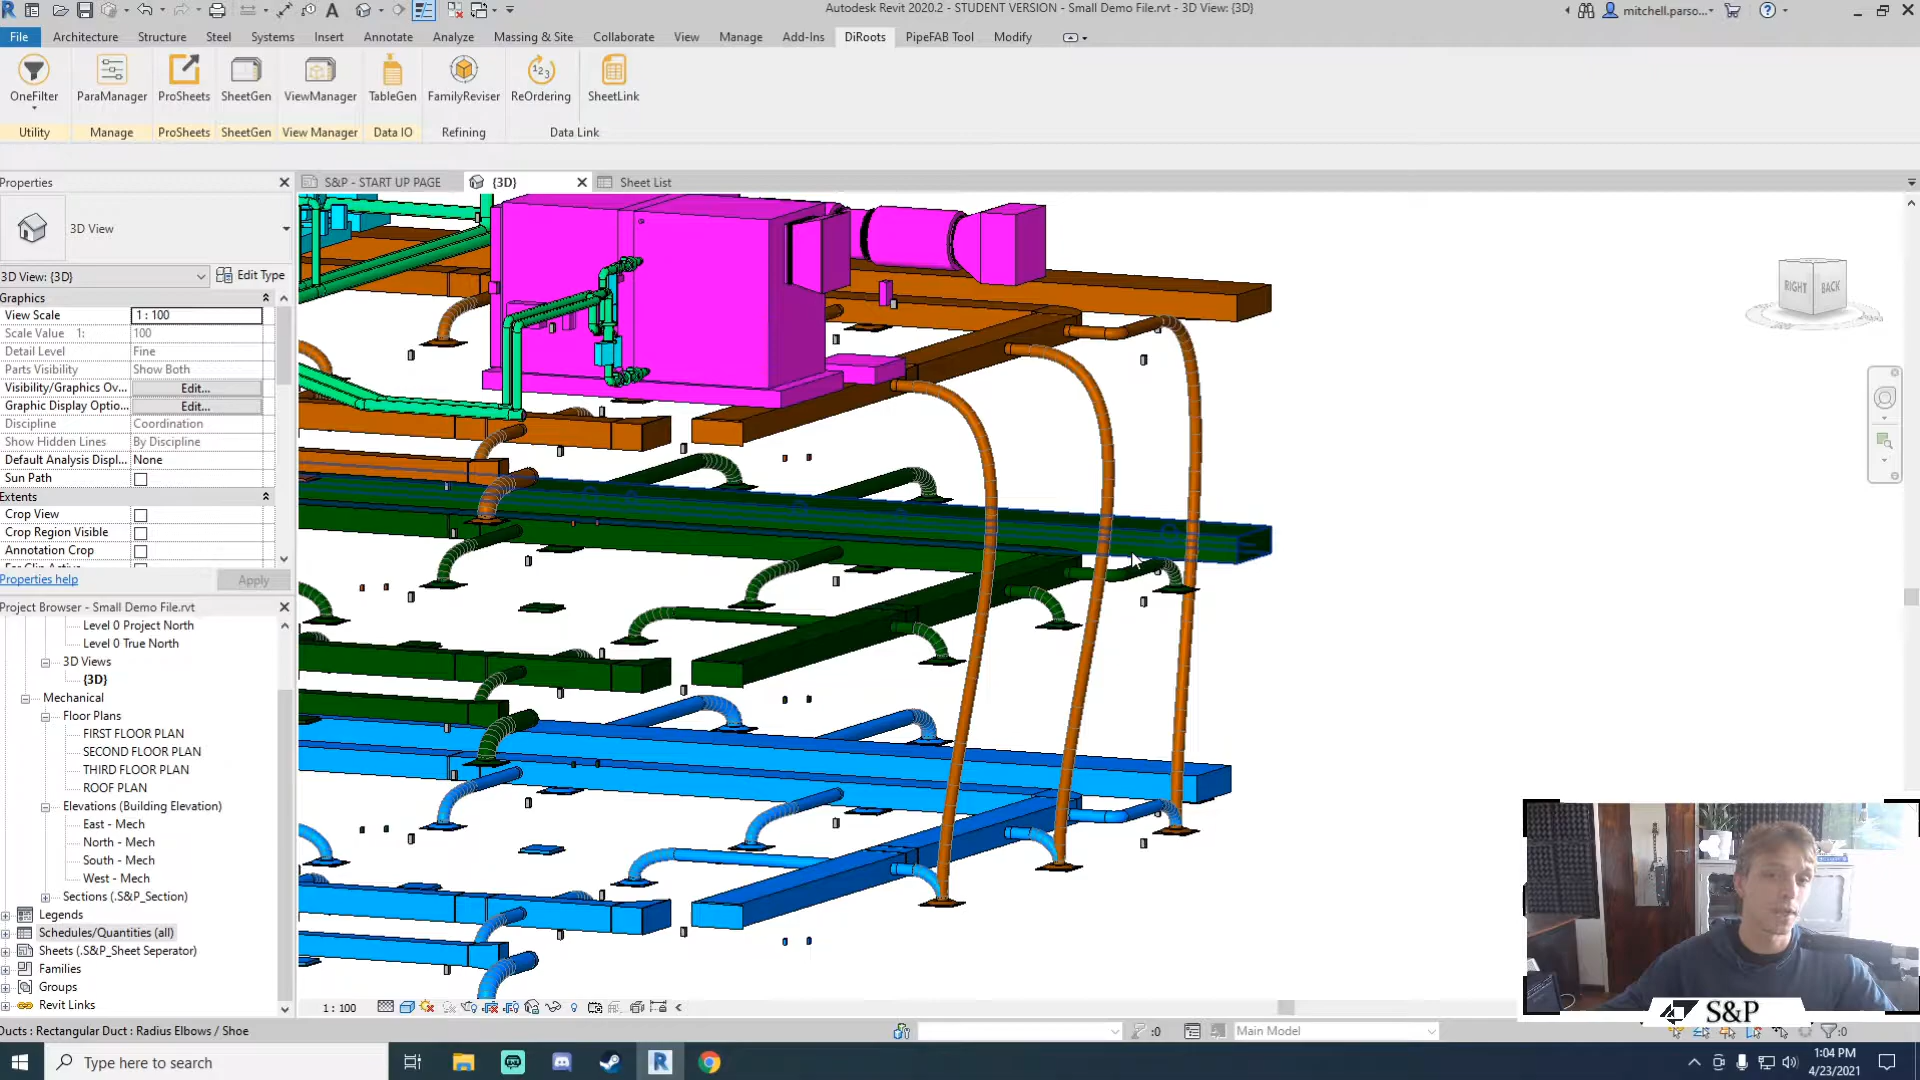 Autodesk Revit 2020.2 - STUDENT VERSION - Small Demo File.rvt - 3D View: {3D}
mitchell.parso...
File Architecture Structure Steel Systems Insert Annotate Analyze Massing & Site Collaborate View Manage Add-Ins DiRoots PipeFAB Tool Modify
OneFilter ParaManager ProSheets SheetGen ViewManager TableGen FamilyReviser ReOrdering SheetLink
Utility Manage ProSheets SheetGen View Manager Data IO Refining Data Link
Properties
S&P - START UP PAGE {3D} Sheet List
3D View
3D View: {3D} Edit Type
Graphics
View Scale 1 : 100
Scale Value 1: 100
Detail Level Fine
Parts Visibility Show Both
Visibility/Graphics Ov... Edit...
Graphic Display Optio... Edit...
Discipline Coordination
Show Hidden Lines By Discipline
Default Analysis Displ... None
Sun Path
Extents
Crop View
Crop Region Visible
Annotation Crop
Properties help Apply
RIGHT BACK
Project Browser - Small Demo File.rvt
Level 0 Project North
Level 0 True North
3D Views
{3D}
Mechanical
Floor Plans
FIRST FLOOR PLAN
SECOND FLOOR PLAN
THIRD FLOOR PLAN
ROOF PLAN
Elevations (Building Elevation)
East - Mech
North - Mech
South - Mech
West - Mech
Sections (.S&P_Section)
Legends
Schedules/Quantities (all)
Sheets (.S&P_Sheet Seperator)
Families
Groups
Revit Links
1 : 100
S&P
Ducts : Rectangular Duct : Radius Elbows / Shoe
:0 Main Model :0
Type here to search
1:04 PM
4/23/2021